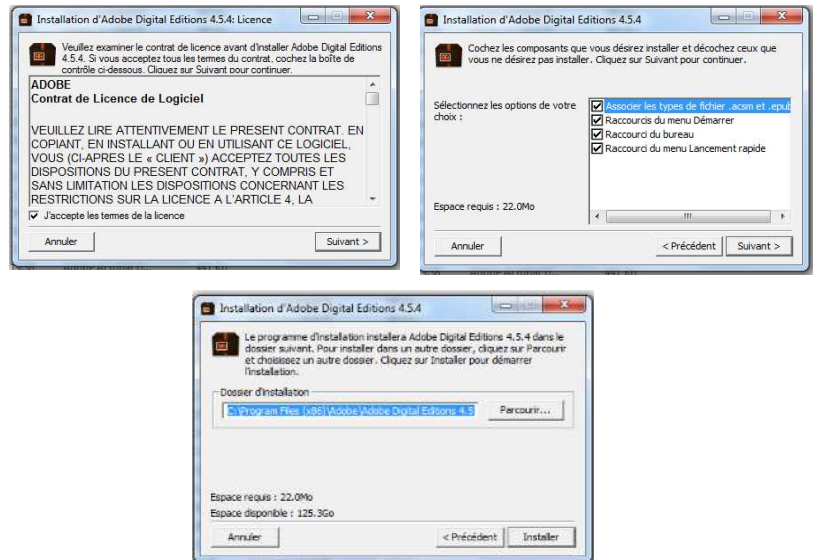 Installation d'Adobe Digital Editions 4.5.4: Licence
Veuillez examiner le contrat de licence avant d'installer Adobe Digital Editions
4.5.4. Si vous acceptez tous les termes du contrat, cochez la boîte de
contrôle ci-dessous. Cliquez sur Suivant pour continuer.
ADOBE
Contrat de Licence de Logiciel
VEUILLEZ LIRE ATTENTIVEMENT LE PRESENT CONTRAT. EN
COPIANT, EN INSTALLANT OU EN UTILISANT CE LOGICIEL,
VOUS (CI-APRES LE « CLIENT ») ACCEPTEZ TOUTES LES
DISPOSITIONS DU PRESENT CONTRAT, Y COMPRIS ET
SANS LIMITATION LES DISPOSITIONS CONCERNANT LES
RESTRICTIONS SUR LA LICENCE A L'ARTICLE 4, LA
J'accepte les termes de la licence
Annuler
Suivant >
Installation d'Adobe Digital Editions 4.5.4
Cochez les composants que vous désirez installer et décochez ceux que
vous ne désirez pas installer. Cliquez sur Suivant pour continuer.
Sélectionnez les options de votre
choix :
Associer les types de fichier .acsm et .epub
Raccourcis du menu Démarrer
Raccourci du bureau
Raccourci du menu Lancement rapide
Espace requis : 22.0Mo
Annuler
< Précédent
Suivant >
Installation d'Adobe Digital Editions 4.5.4
Le programme d'installation installera Adobe Digital Editions 4.5.4 dans le
dossier suivant. Pour installer dans un autre dossier, cliquez sur Parcourir
et choisissez un autre dossier. Cliquez sur Installer pour démarrer
l'installation.
Dossier d'installation
C:\Program Files (x86)\Adobe\Adobe Digital Editions 4.5
Parcourir...
Espace requis : 22.0Mo
Espace disponible : 125.3Go
Annuler
< Précédent
Installer